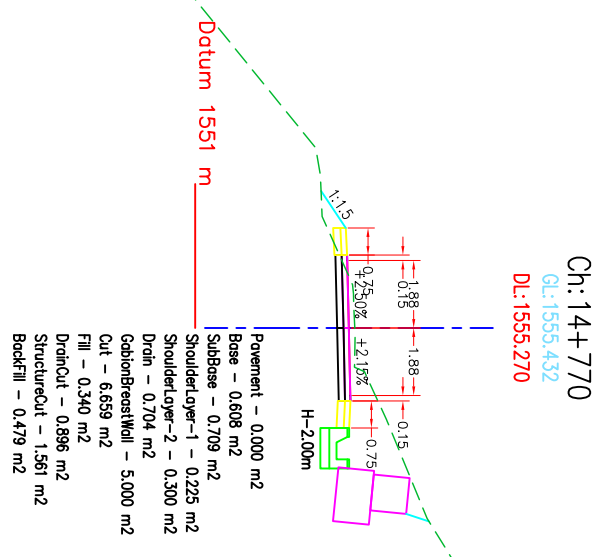 Ch:14+770
GL:1555.432
DL:1555.270
Datum 1551 m
1:1.5
0.75
0.15
1.88
1.88
0.15
0.75
+2.50%
+2.15%
H-2.00m
Pavement - 0.000 m2
Base - 0.608 m2
SubBase - 0.709 m2
ShoulderLayer-1 - 0.225 m2
ShoulderLayer-2 - 0.300 m2
Drain - 0.704 m2
GabionBreastWall - 5.000 m2
Cut - 6.659 m2
Fill - 0.340 m2
DrainCut - 0.896 m2
StructureCut - 1.561 m2
BackFill - 0.479 m2